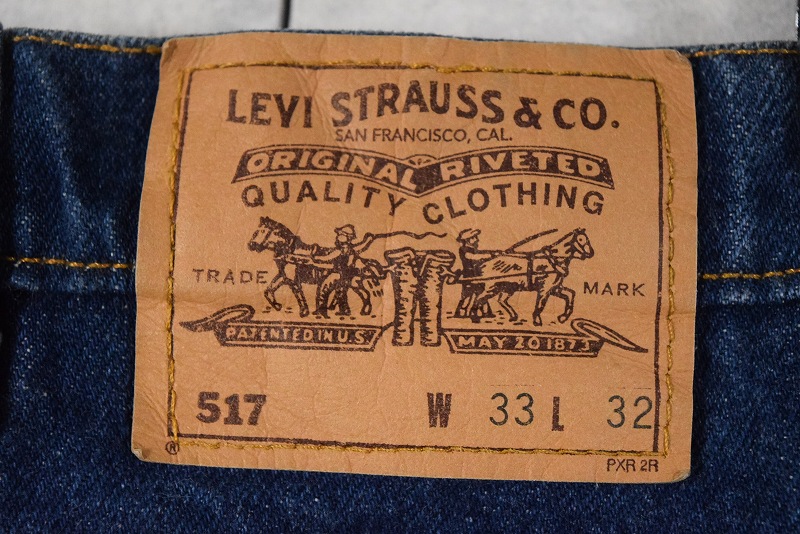 LEVI STRAUSS & CO.
SAN FRANCISCO, CAL.
ORIGINAL RIVETED
QUALITY CLOTHING
TRADE MARK
PATENTED IN U.S. MAY 20 1873
517 W 33 L 32
® PXR 2R